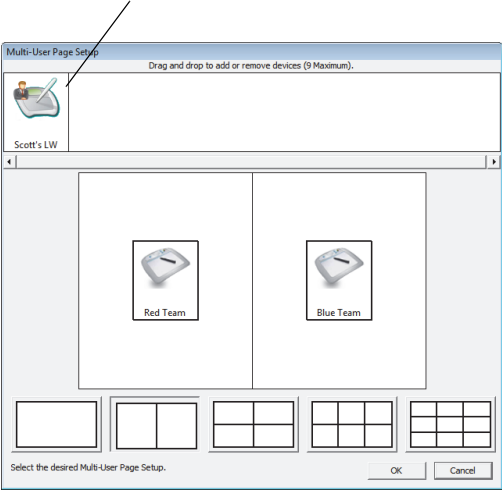 Multi-User Page Setup
Drag and drop to add or remove devices (9 Maximum).
Scott's LW
Red Team
Blue Team
Select the desired Multi-User Page Setup.
OK
Cancel